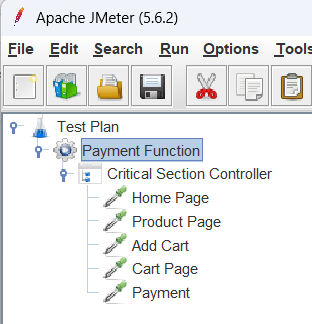 Apache JMeter (5.6.2)
File Edit Search Run Options Tools
Test Plan
Payment Function
Critical Section Controller
Home Page
Product Page
Add Cart
Cart Page
Payment